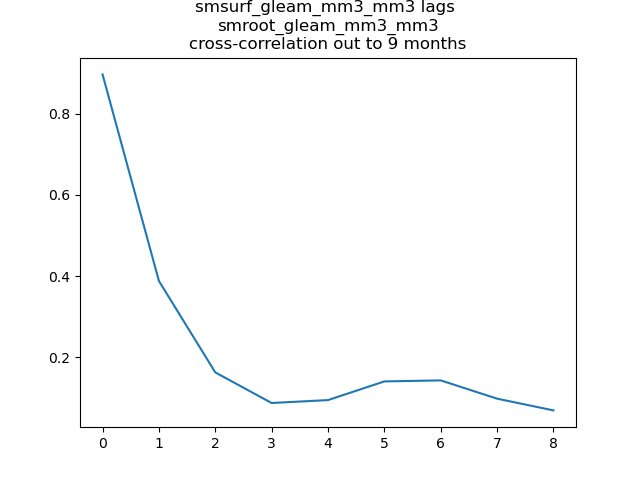 smsurf_gleam_mm3_mm3 lags
smroot_gleam_mm3_mm3
cross-correlation out to 9 months
0.8
0.6
0.4
0.2
0 1 2 3 4 5 6 7 8